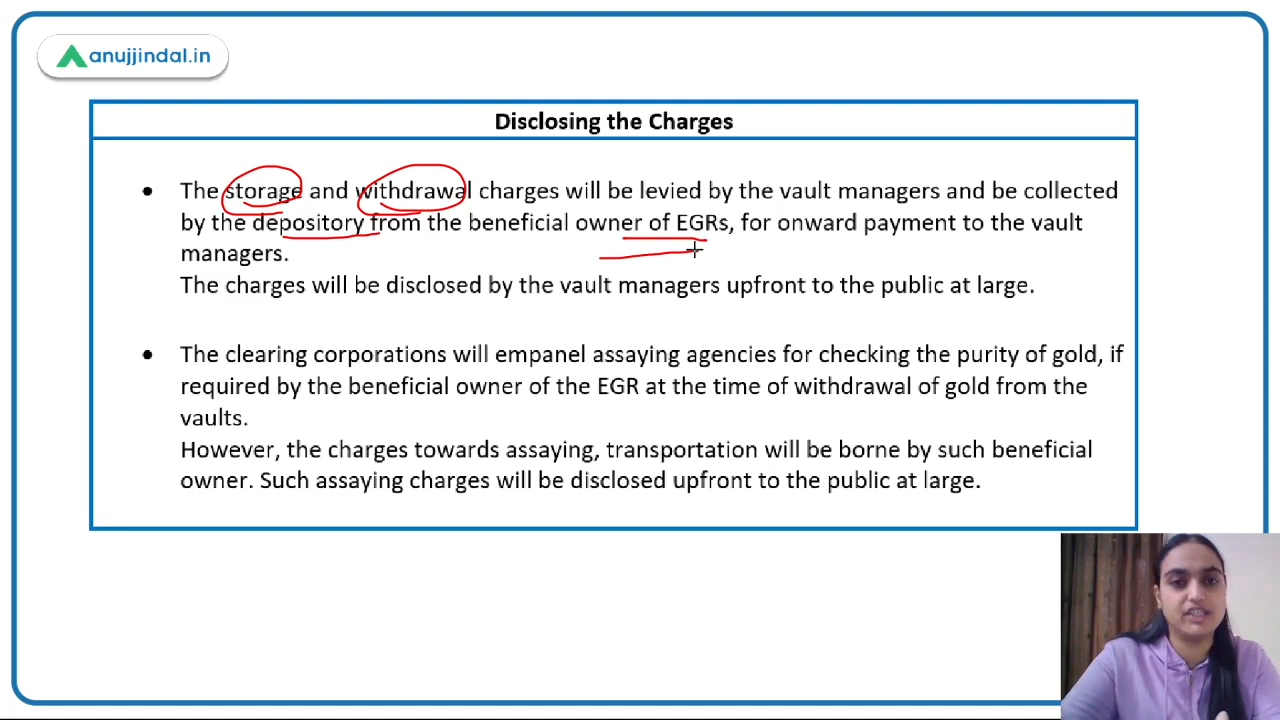 anujjindal.in
Disclosing the Charges
• The storage and withdrawal charges will be levied by the vault managers and be collected
by the depository from the beneficial owner of EGRs, for onward payment to the vault
managers.
The charges will be disclosed by the vault managers upfront to the public at large.
• The clearing corporations will empanel assaying agencies for checking the purity of gold, if
required by the beneficial owner of the EGR at the time of withdrawal of gold from the
vaults.
However, the charges towards assaying, transportation will be borne by such beneficial
owner. Such assaying charges will be disclosed upfront to the public at large.